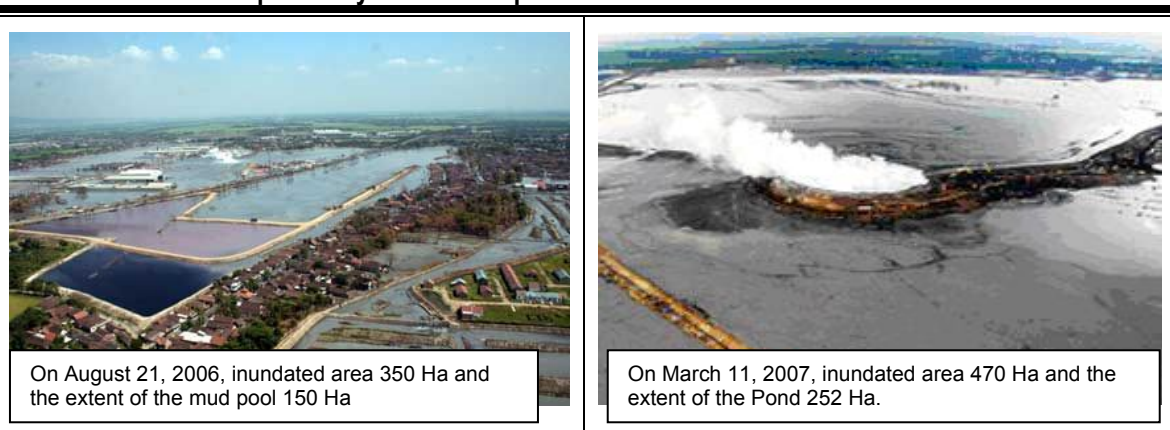 On August 21, 2006, inundated area 350 Ha and
the extent of the mud pool 150 Ha
On March 11, 2007, inundated area 470 Ha and the
extent of the Pond 252 Ha.